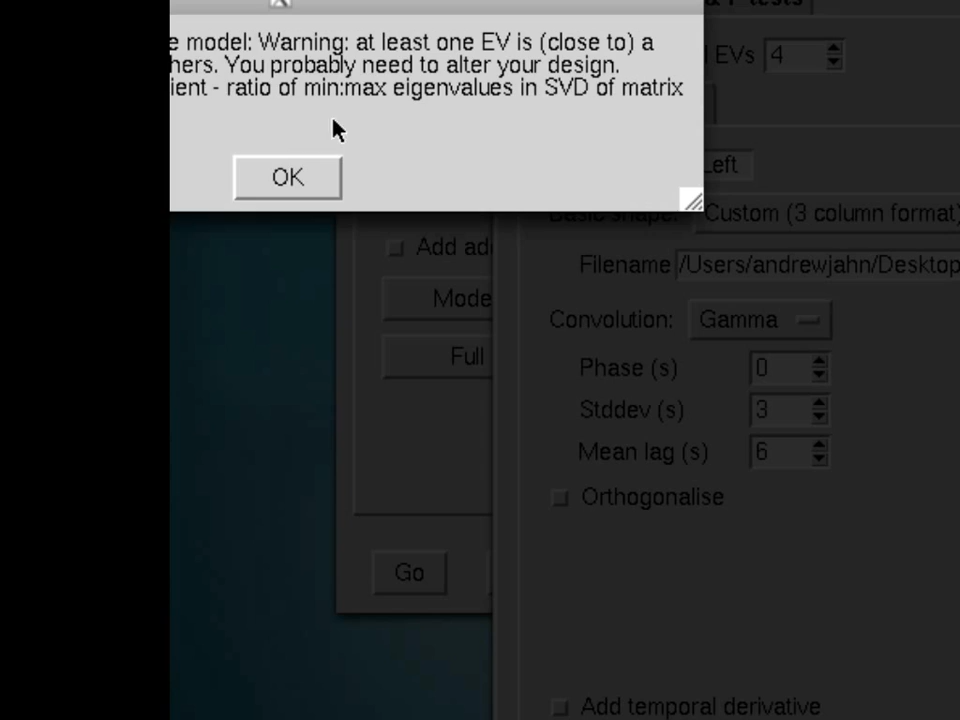 e model: Warning: at least one EV is (close to) a
hers. You probably need to alter your design.
ient - ratio of min:max eigenvalues in SVD of matrix
OK
& F-tests
l EVs 4
Left
Basic shape: Custom (3 column format)
Filename /Users/andrewjahn/Desktop
Convolution: Gamma
Phase (s) 0
Stddev (s) 3
Mean lag (s) 6
Orthogonalise
Add temporal derivative
Add ad
Mode
Full
Go